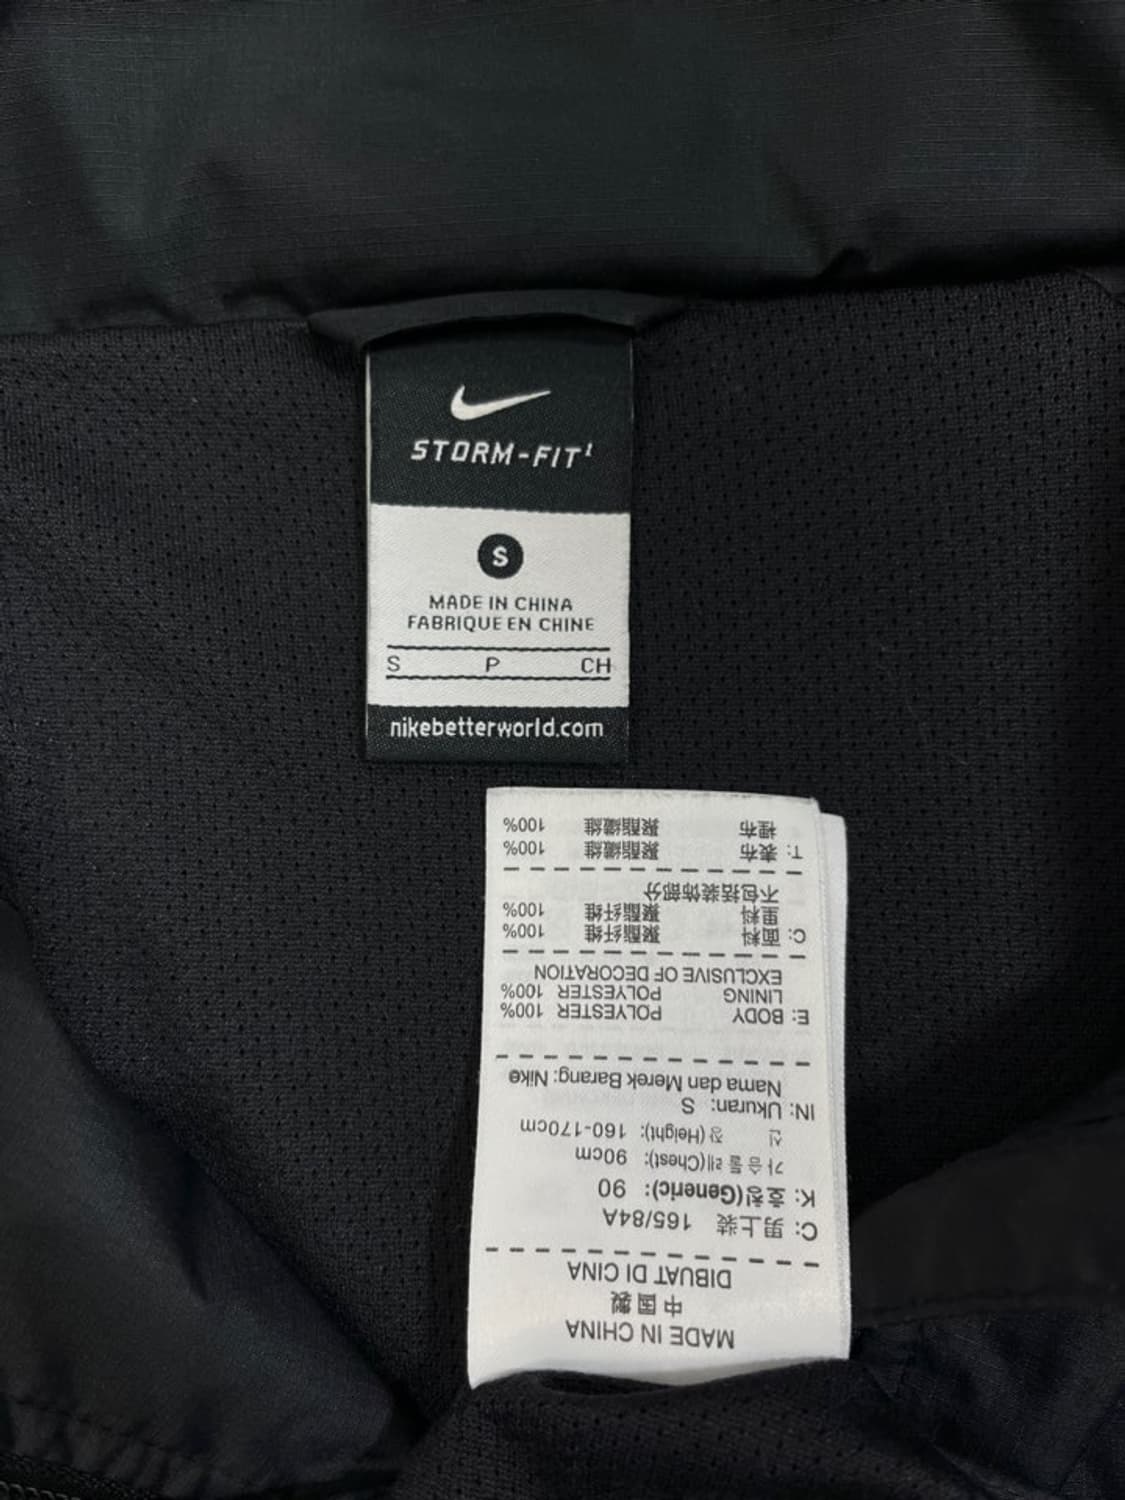 STORM-FIT¹
S
MADE IN CHINA
FABRIQUE EN CHINE
S P CH
nikebetterworld.com
MADE IN CHINA
中国製
DIBUAT DI CINA
C: 男上装 165/84A
K: 호칭(Generic): 90
가슴둘레(Chest): 90cm
신 장(Height): 160-170cm
IN: Ukuran: S
Nama dan Merek Barang: Nike
E: BODY POLYESTER 100%
LINING POLYESTER 100%
EXCLUSIVE OF DECORATION
C: 面料 聚酯纤维 100%
里料 聚酯纤维 100%
不包括装饰部分
T: 表布 聚酯纖維 100%
裡布 聚酯纖維 100%